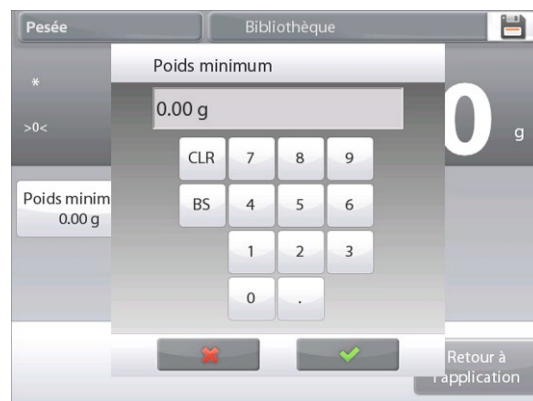 Pesée
Bibliothèque
*
>0<
0
g
Poids minimum
0.00 g
CLR
7
8
9
BS
4
5
6
1
2
3
0
.
Poids minim
0.00 g
Retour à
l'application